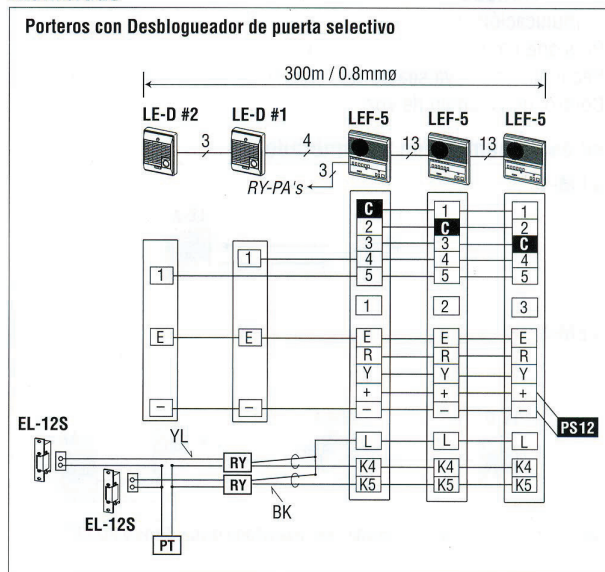 Porteros con Desbloqueador de puerta selectivo
300m / 0.8mmø
LE-D #2 LE-D #1 LEF-5 LEF-5 LEF-5
3 4 13 13
3
RY-PA's
C 1 1
2 C 2
3 3 C
1 4 4 4
1 5 5 5
1 2 3
E E E E E
R R R
Y Y Y
+ + +
− − − − −
PS12
EL-12S
YL
L L L
RY K4 K4 K4
RY K5 K5 K5
BK
EL-12S
PT